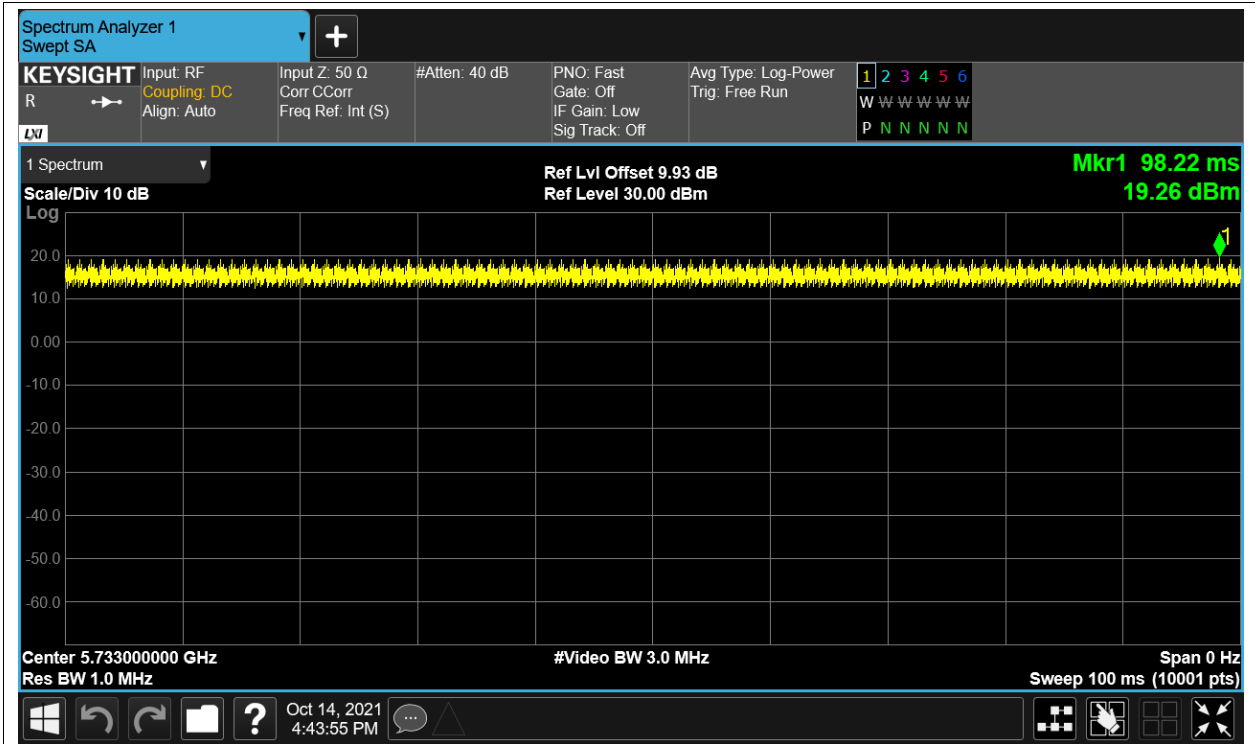 Spectrum Analyzer 1
Swept SA
+
KEYSIGHT
R
LXI
Input: RF
Coupling: DC
Align: Auto
Input Z: 50 Ω
Corr CCorr
Freq Ref: Int (S)
#Atten: 40 dB
PNO: Fast
Gate: Off
IF Gain: Low
Sig Track: Off
Avg Type: Log-Power
Trig: Free Run
1 2 3 4 5 6
W W W W W W
P N N N N N
1 Spectrum
Scale/Div 10 dB
Log
Ref Lvl Offset 9.93 dB
Ref Level 30.00 dBm
Mkr1 98.22 ms
19.26 dBm
1
20.0
10.0
0.00
-10.0
-20.0
-30.0
-40.0
-50.0
-60.0
Center 5.733000000 GHz
Res BW 1.0 MHz
#Video BW 3.0 MHz
Span 0 Hz
Sweep 100 ms (10001 pts)
?
Oct 14, 2021
4:43:55 PM